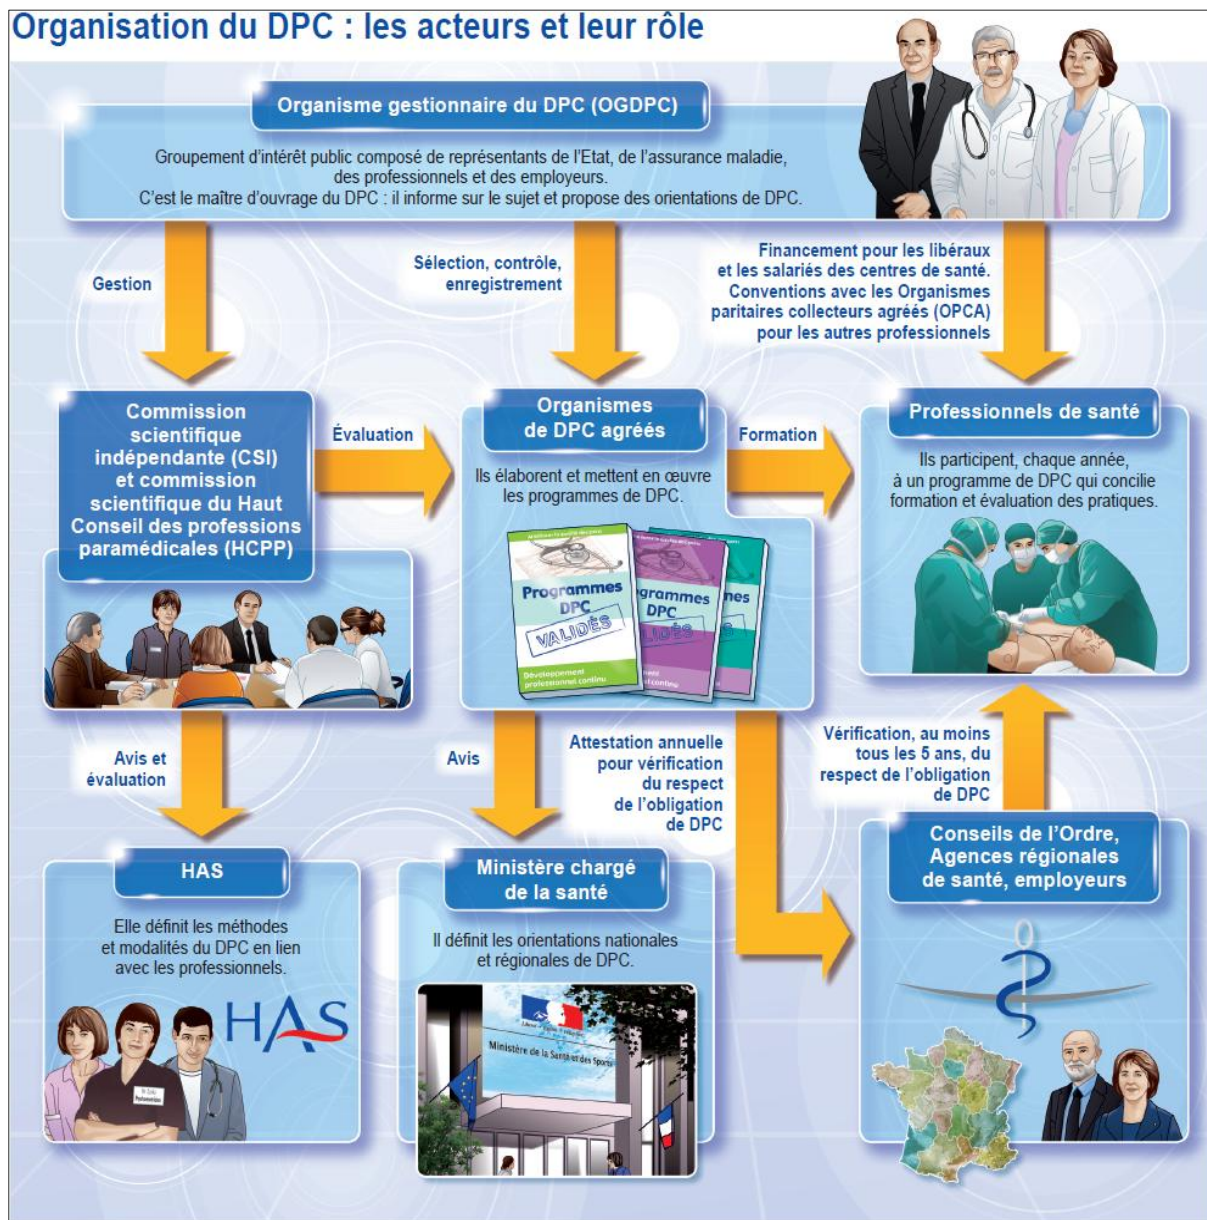 Organisation du DPC : les acteurs et leur rôle
Organisme gestionnaire du DPC (OGDPC)
Groupement d'intérêt public composé de représentants de l'Etat, de l'assurance maladie,
des professionnels et des employeurs.
C'est le maître d'ouvrage du DPC : il informe sur le sujet et propose des orientations de DPC.
Gestion
Sélection, contrôle,
enregistrement
Financement pour les libéraux
et les salariés des centres de santé.
Conventions avec les Organismes
paritaires collecteurs agréés (OPCA)
pour les autres professionnels
Commission
scientifique
indépendante (CSI)
et commission
scientifique du Haut
Conseil des professions
paramédicales (HCPP)
Évaluation
Organismes
de DPC agréés
Ils élaborent et mettent en œuvre
les programmes de DPC.
Programmes
DPC
VALIDÉS
Développement
professionnel continu
grammes
DPC
LIDÉS
ment
el continu
mes
S
Formation
Professionnels de santé
Ils participent, chaque année,
à un programme de DPC qui concilie
formation et évaluation des pratiques.
Avis et
évaluation
Avis
Attestation annuelle
pour vérification
du respect
de l'obligation
de DPC
Vérification, au moins
tous les 5 ans, du
respect de l'obligation
de DPC
HAS
Elle définit les méthodes
et modalités du DPC en lien
avec les professionnels.
HAS
Ministère chargé
de la santé
Il définit les orientations nationales
et régionales de DPC.
Ministère de la Santé et des Sports
Conseils de l'Ordre,
Agences régionales
de santé, employeurs